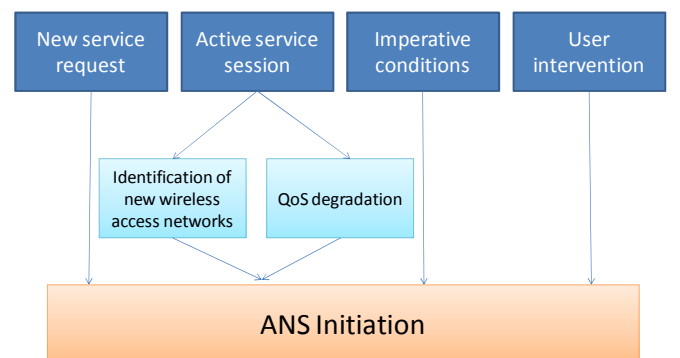 New service
request
Active service
session
Imperative
conditions
User
intervention
Identification of
new wireless
access networks
QoS degradation
ANS Initiation